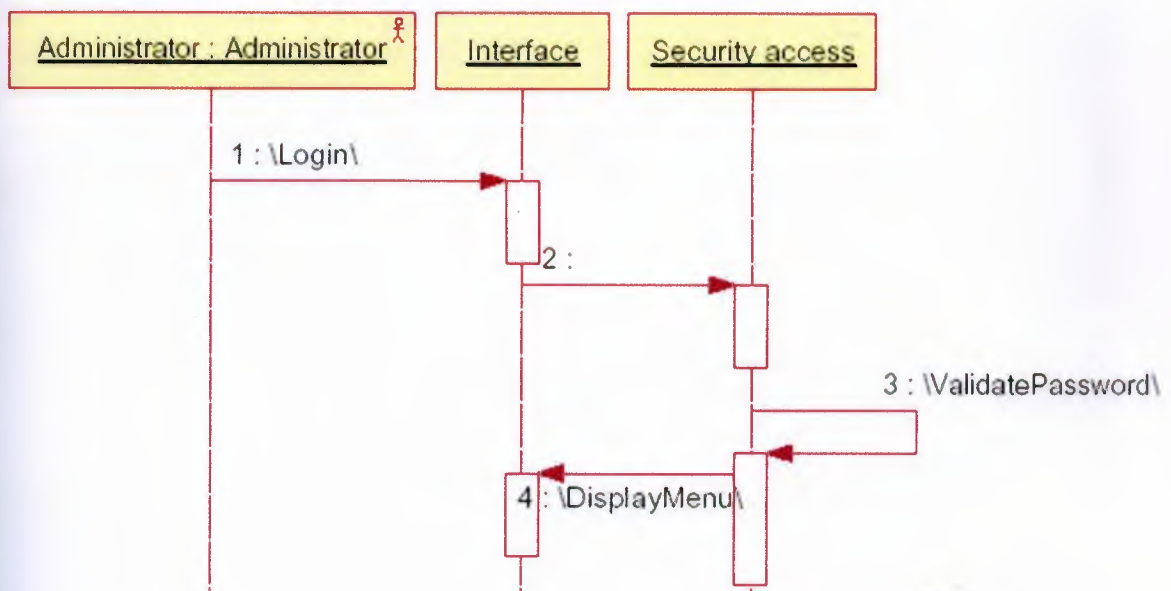 Administrator : Administrator
Interface
Security access
1 : \Login\
2 :
3 : \ValidatePassword\
4 : \DisplayMenu\